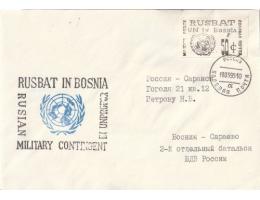 RUSBAT
UN in Bosnia
RUSBAT IN BOSNIA
RUSIAN
MILITARY CONTINGENT
Россия - Саранск
Гоголя 21 кв.12
Петрову Н.В.
Босния - Сараево
2-й отдельный батальон
ВДВ России